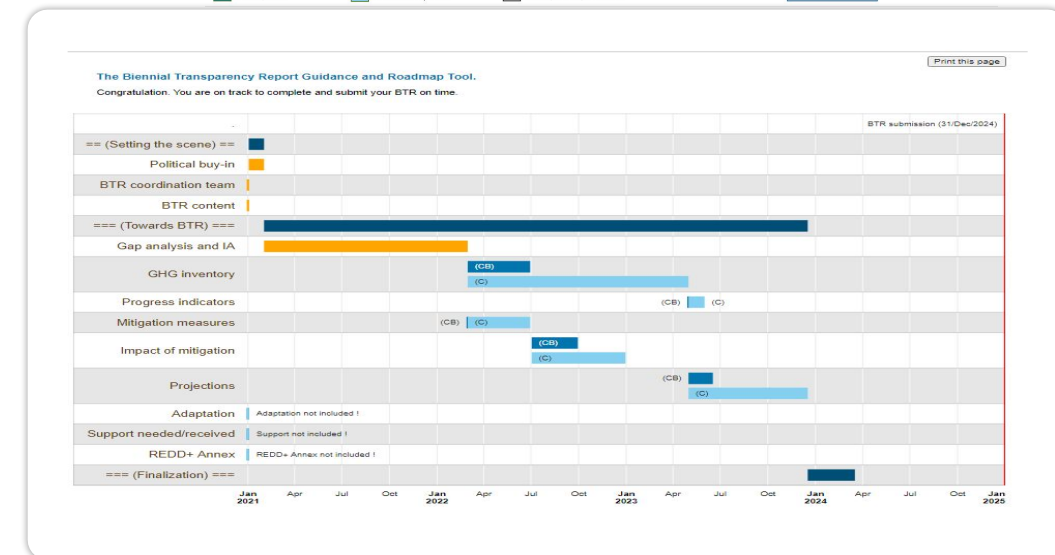 Print this page
The Biennial Transparency Report Guidance and Roadmap Tool.
Congratulation. You are on track to complete and submit your BTR on time.
. BTR submission (31/Dec/2024)
== (Setting the scene) ==
Political buy-in
BTR coordination team
BTR content
=== (Towards BTR) ===
Gap analysis and IA
GHG inventory (CB)
(C)
Progress indicators (CB) (C)
Mitigation measures (CB) (C)
Impact of mitigation (CB)
(C)
Projections (CB)
(C)
Adaptation Adaptation not included !
Support needed/received Support not included !
REDD+ Annex REDD+ Annex not included !
=== (Finalization) ===
Jan Apr Jul Oct Jan Apr Jul Oct Jan Apr Jul Oct Jan Apr Jul Oct Jan
2021 2022 2023 2024 2025